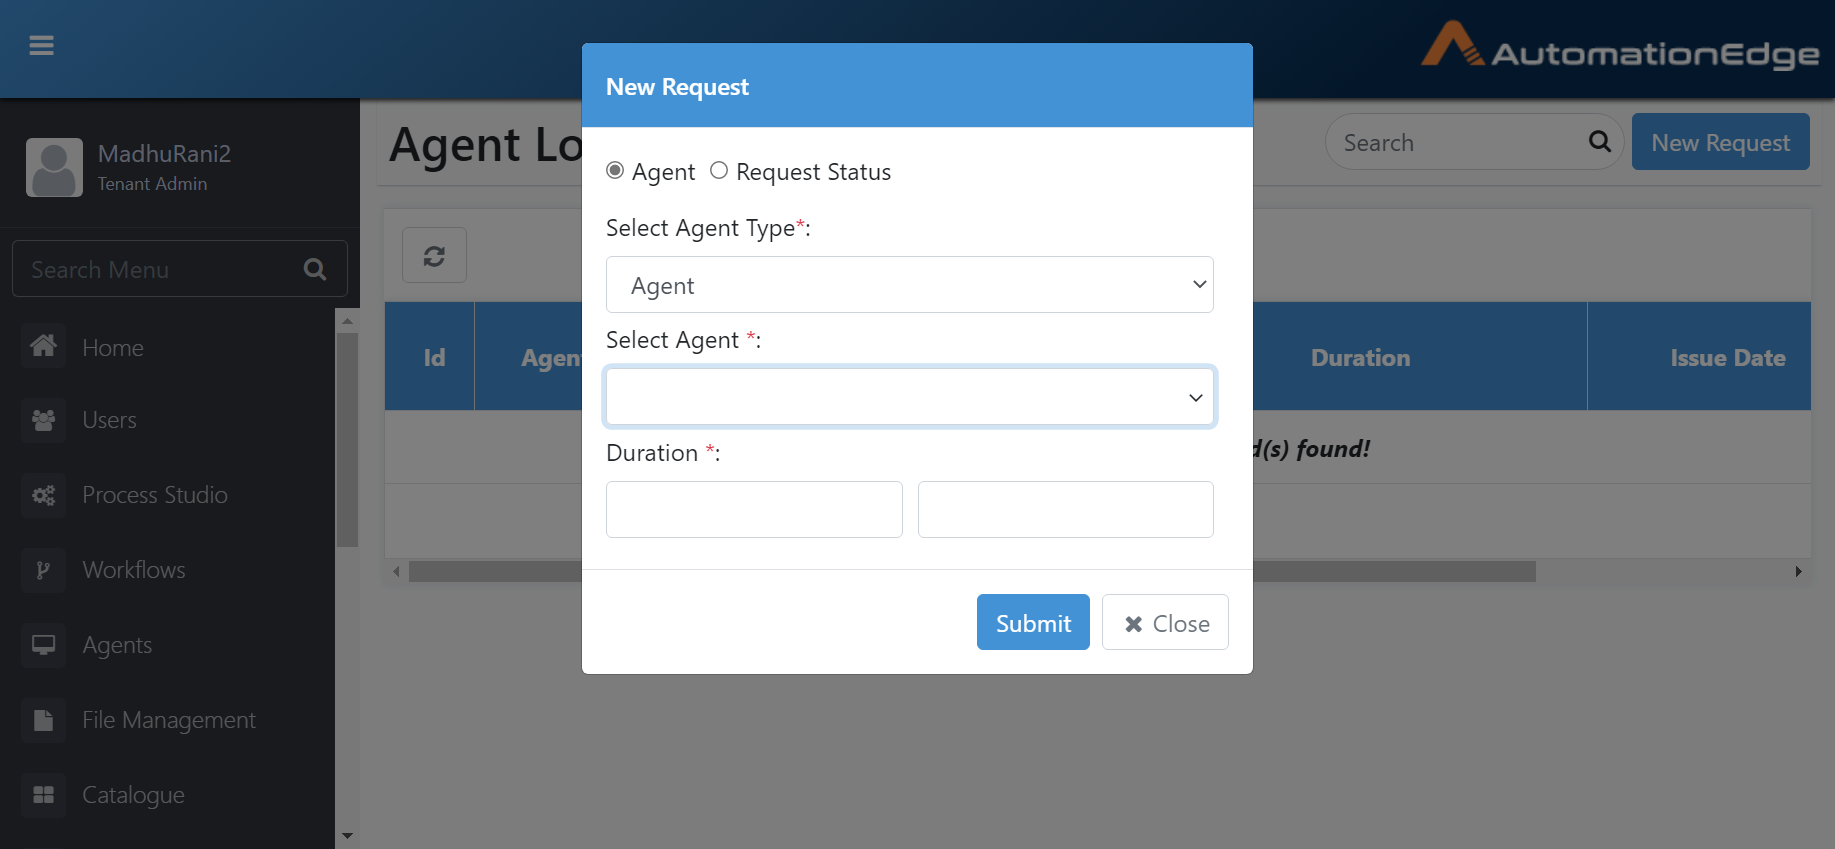 AutomationEdge
New Request
MadhuRani2
Tenant Admin
Agent Lo
Search
New Request
Agent
Request Status
Select Agent Type*:
Agent
Search Menu
Select Agent *:
Id
Agen
Duration
Issue Date
Duration *:
d(s) found!
Submit
Close
Home
Users
Process Studio
Workflows
Agents
File Management
Catalogue